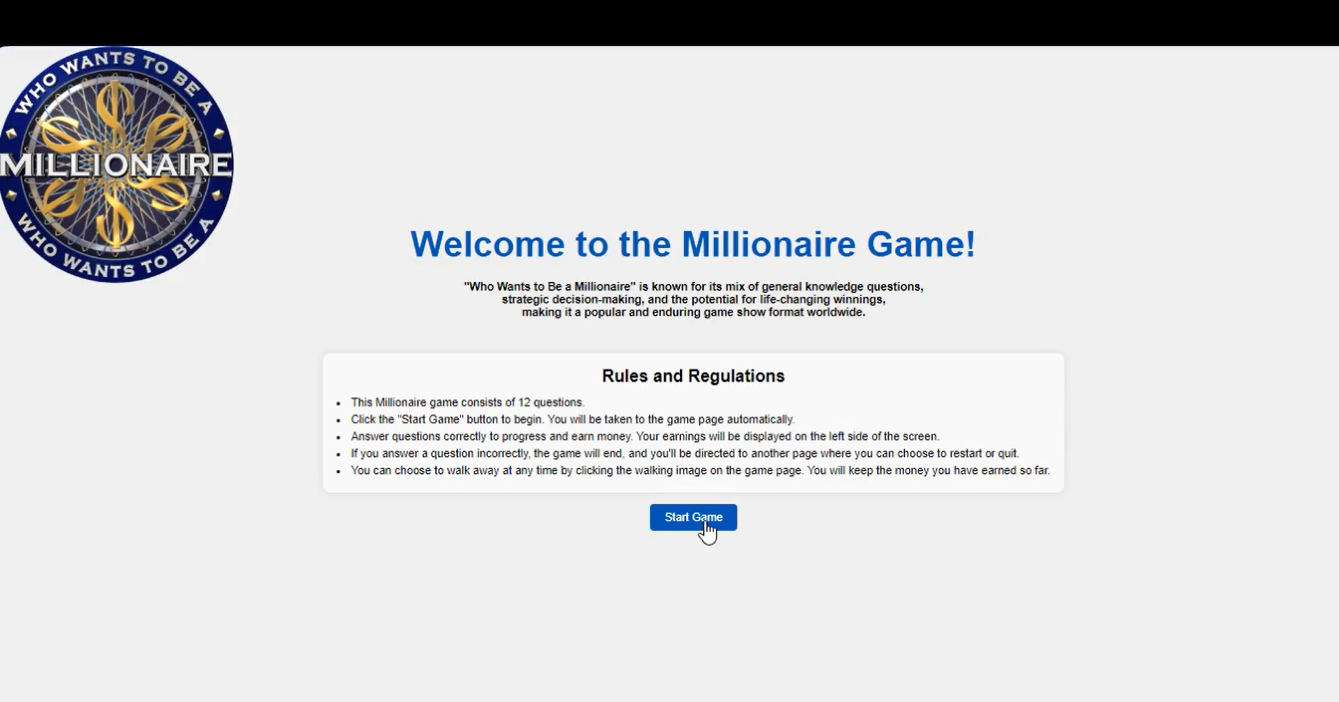 WHO WANTS TO BE A
MILLIONAIRE
WHO WANTS TO BE A
Welcome to the Millionaire Game!
"Who Wants to Be a Millionaire" is known for its mix of general knowledge questions,
strategic decision-making, and the potential for life-changing winnings,
making it a popular and enduring game show format worldwide.
Rules and Regulations
• This Millionaire game consists of 12 questions.
• Click the "Start Game" button to begin. You will be taken to the game page automatically.
• Answer questions correctly to progress and earn money. Your earnings will be displayed on the left side of the screen.
• If you answer a question incorrectly, the game will end, and you'll be directed to another page where you can choose to restart or quit.
• You can choose to walk away at any time by clicking the walking image on the game page. You will keep the money you have earned so far.
Start Game